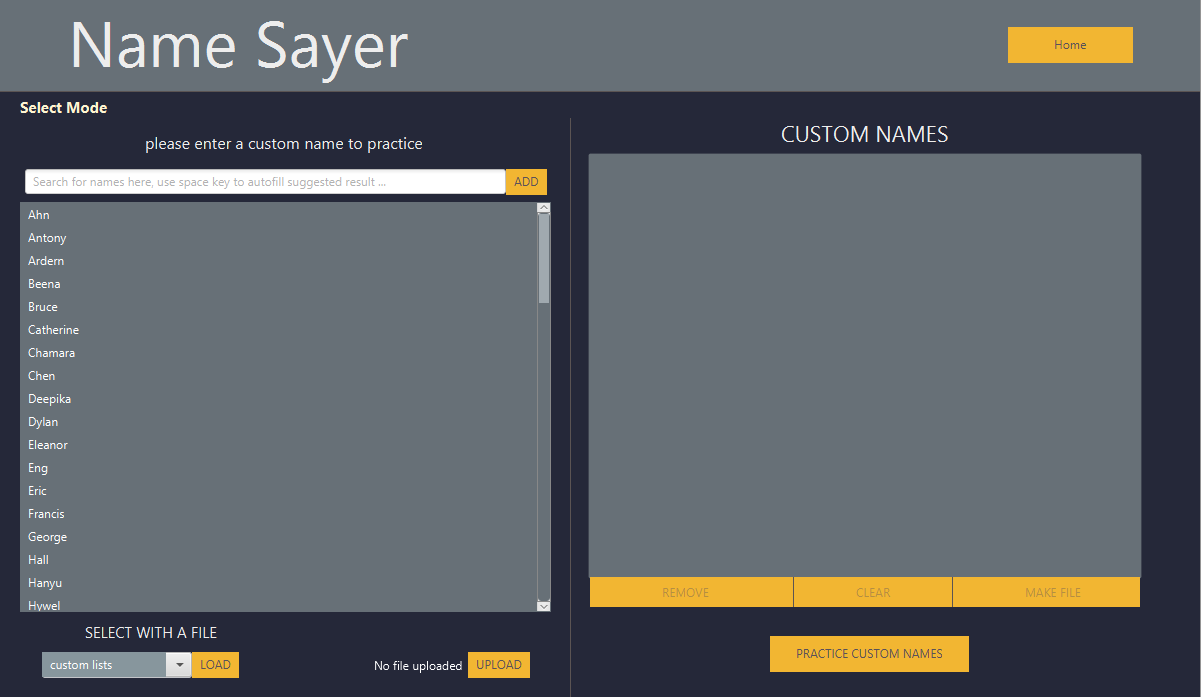 Name Sayer
Home
Select Mode
please enter a custom name to practice
Search for names here, use space key to autofill suggested result ...
ADD
Ahn
Antony
Ardern
Beena
Bruce
Catherine
Chamara
Chen
Deepika
Dylan
Eleanor
Eng
Eric
Francis
George
Hall
Hanyu
Hywel
SELECT WITH A FILE
custom lists
LOAD
No file uploaded
UPLOAD
CUSTOM NAMES
REMOVE
CLEAR
MAKE FILE
PRACTICE CUSTOM NAMES